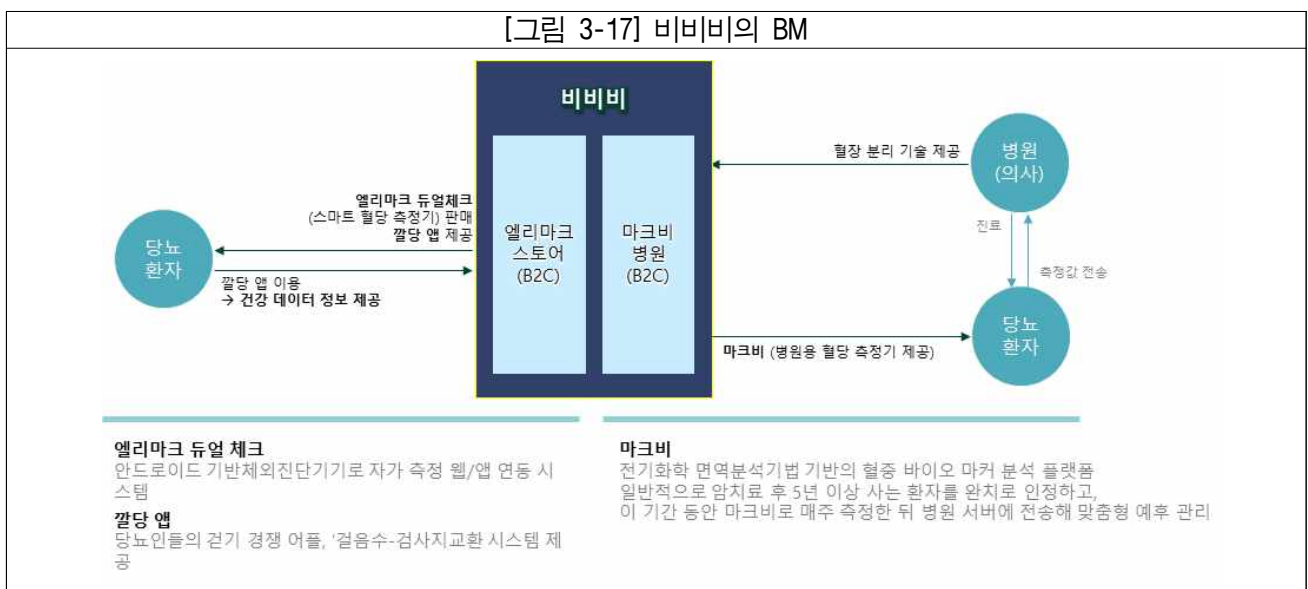 [그림 3-17] 비비비의 BM
비비비
엘리마크
스토어
(B2C)
마크비
병원
(B2C)
당뇨
환자
엘리마크 듀얼체크
(스마트 혈당 측정기) 판매
깔당 앱 제공
깔당 앱 이용
→ 건강 데이터 정보 제공
혈장 분리 기술 제공
병원
(의사)
진료
측정값 전송
당뇨
환자
마크비 (병원용 혈당 측정기 제공)
엘리마크 듀얼 체크
안드로이드 기반체외진단기기로 자가 측정 웹/앱 연동 시
스템
깔당 앱
당뇨인들의 걷기 경쟁 어플, '걸음수-검사지교환 시스템 제
공
마크비
전기화학 면역분석기법 기반의 혈중 바이오 마커 분석 플랫폼
일반적으로 암치료 후 5년 이상 사는 환자를 완치로 인정하고,
이 기간 동안 마크비로 매주 측정한 뒤 병원 서버에 전송해 맞춤형 예후 관리